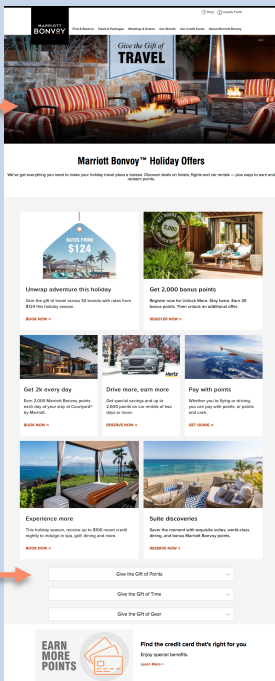 Help Loyalty Toolkit
MARRIOTT
BONVOY
Find & Reserve Deals & Packages Meetings & Events Our Brands Our Credit Cards About Marriott Bonvoy
Give the Gift of
TRAVEL
Marriott Bonvoy™ Holiday Offers
We've got everything you need to make your holiday travel plans a breeze. Discover deals on hotels, flights and car rentals — plus ways to earn and
redeem points.
RATES FROM
$124
2,000
Unwrap adventure this holiday
Give the gift of travel across 30 brands with rates from
$124 this holiday season.
BOOK NOW >
Get 2,000 bonus points
Register now for Unlock More. Stay twice. Earn 2K
bonus points. Then unlock an additional offer.
REGISTER NOW >
Hertz
Get 2k every day
Earn 2,000 Marriott Bonvoy points
each day of your stay at Courtyard®
by Marriott.
BOOK NOW >
Drive more, earn more
Get special savings and up to
2,000 points on car rentals of two
days or more.
RESERVE NOW >
Pay with points
Whether you're flying or driving,
you can pay with points, or points
and cash.
GET GOING >
Experience more
This holiday season, receive up to $100 resort credit
nightly to indulge in spa, golf, dining and more.
BOOK NOW >
Suite discoveries
Savor the moment with exquisite suites, world-class
dining, and bonus Marriott Bonvoy points.
RESERVE NOW >
Give the Gift of Points
Give the Gift of Time
Give the Gift of Gear
EARN
MORE
POINTS
Find the credit card that's right for you
Enjoy special benefits.
Learn More >